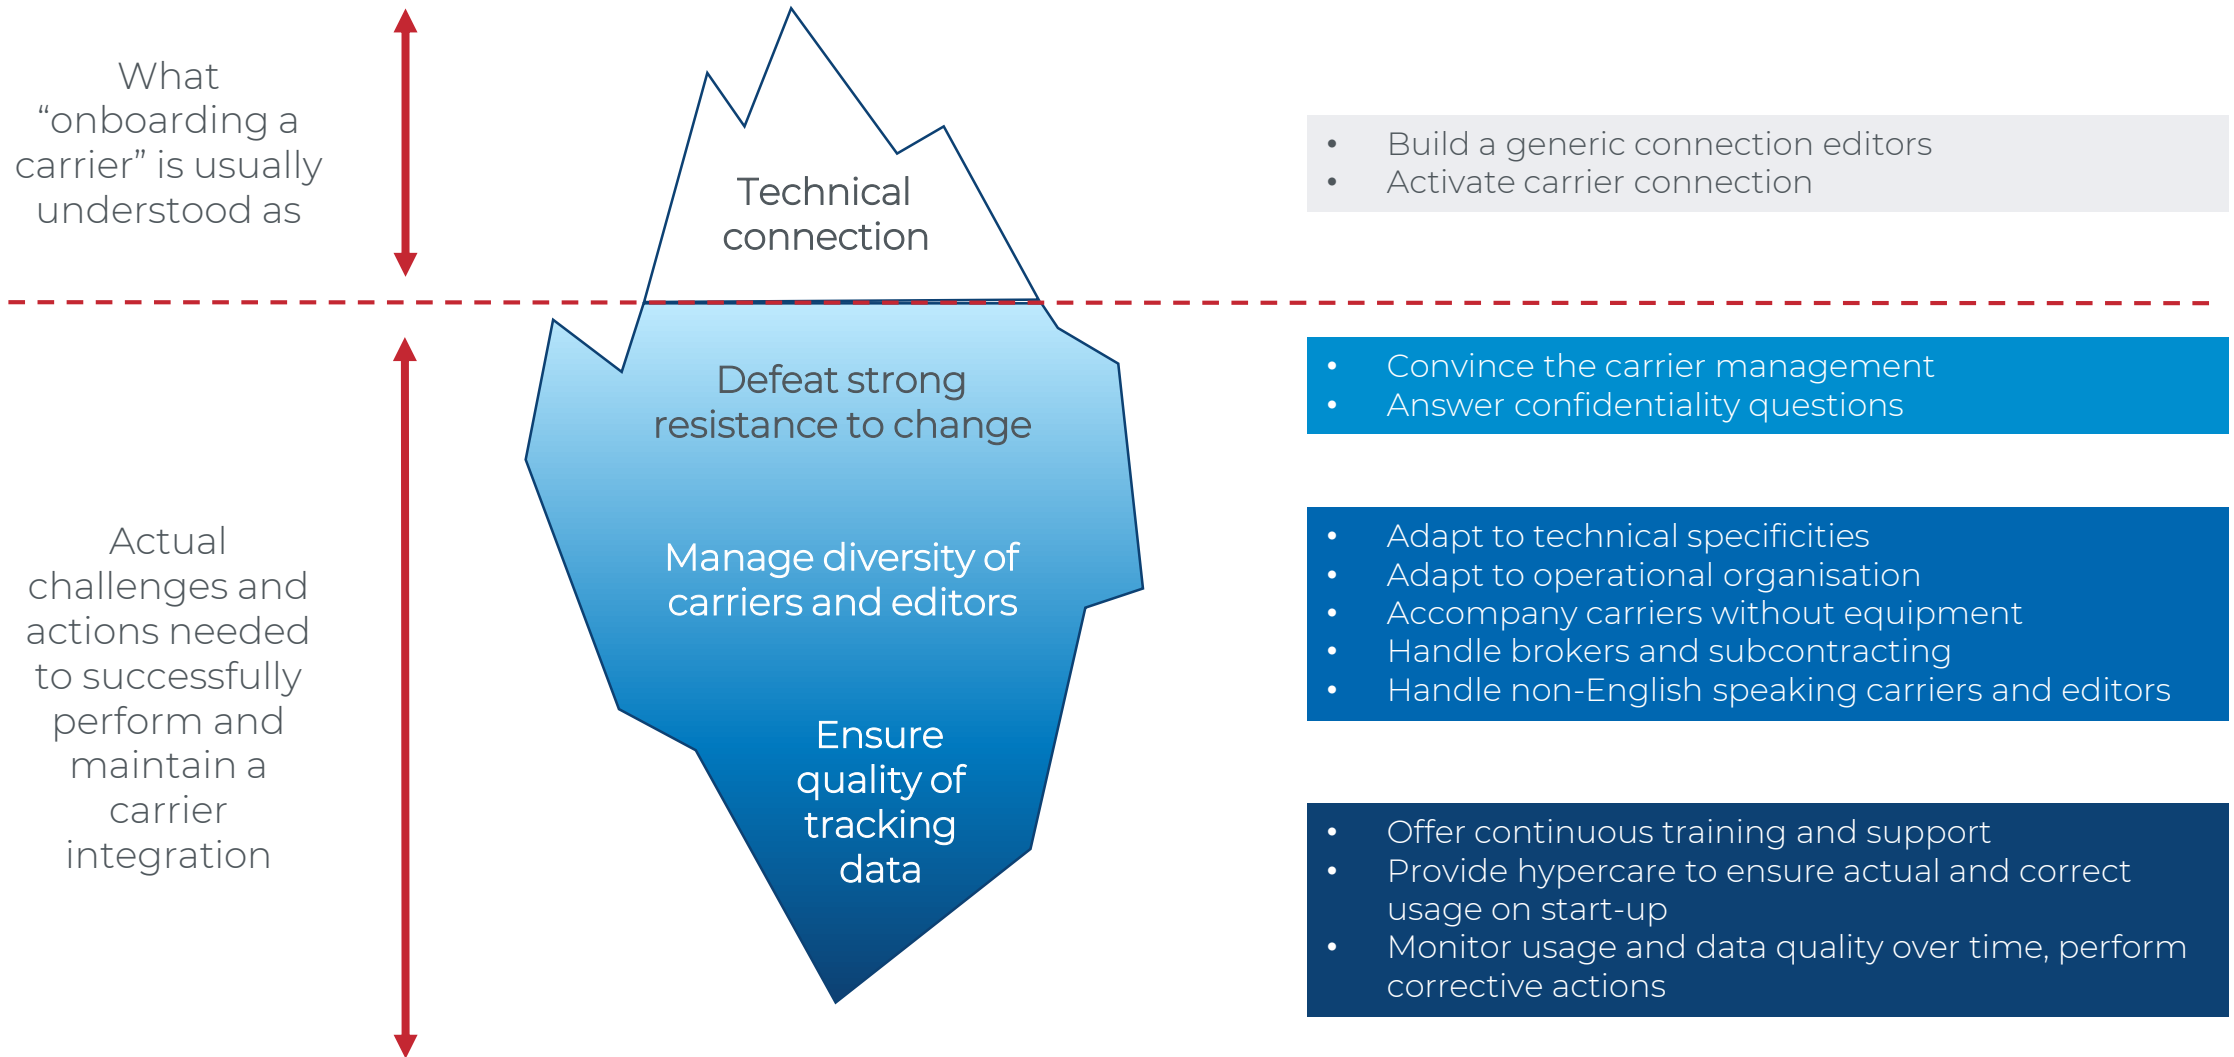 What
“onboarding a
carrier” is usually
understood as
Technical
connection
• Build a generic connection editors
• Activate carrier connection
Actual
challenges and
actions needed
to successfully
perform and
maintain a
carrier
integration
Defeat strong
resistance to change
• Convince the carrier management
• Answer confidentiality questions
Manage diversity of
carriers and editors
• Adapt to technical specificities
• Adapt to operational organisation
• Accompany carriers without equipment
• Handle brokers and subcontracting
• Handle non-English speaking carriers and editors
Ensure
quality of
tracking
data
• Offer continuous training and support
• Provide hypercare to ensure actual and correct
usage on start-up
• Monitor usage and data quality over time, perform
corrective actions